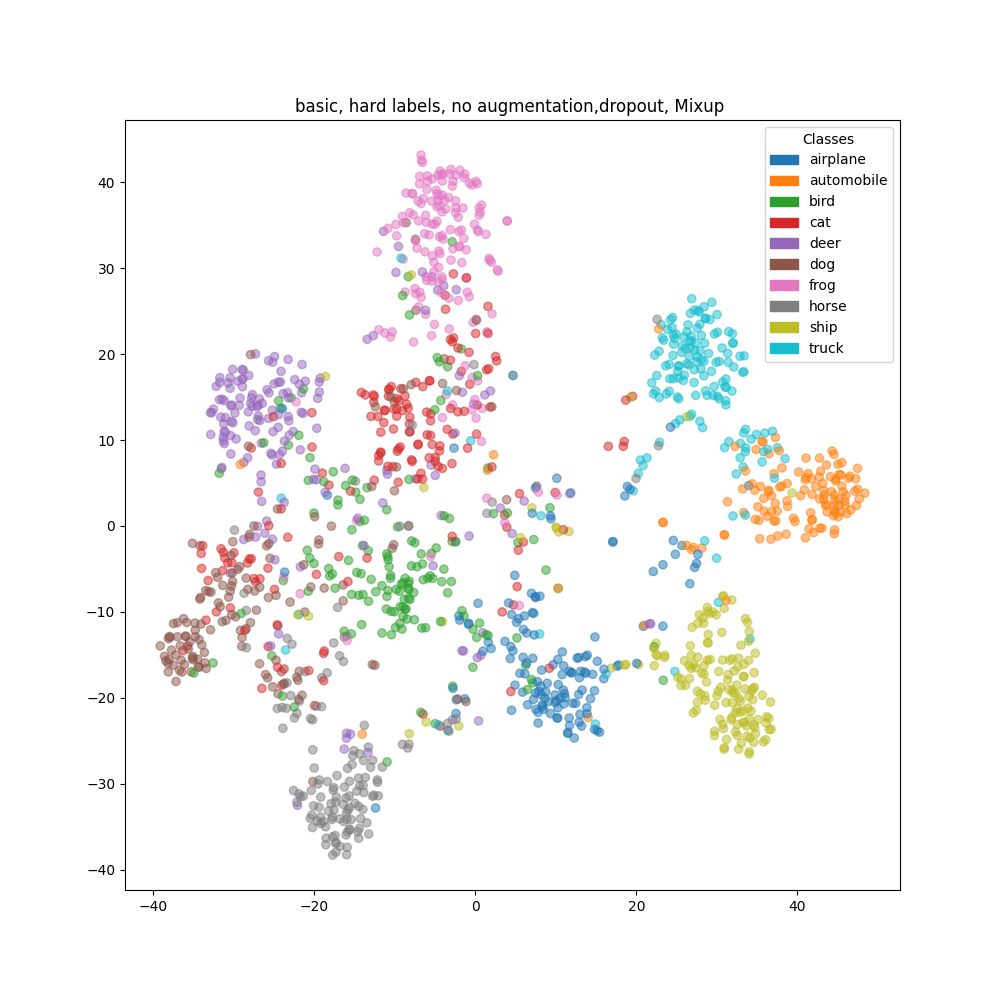 basic, hard labels, no augmentation,dropout, Mixup
Classes
airplane
automobile
bird
cat
deer
dog
frog
horse
ship
truck
40
30
20
10
0
−10
−20
−30
−40
−40 −20 0 20 40